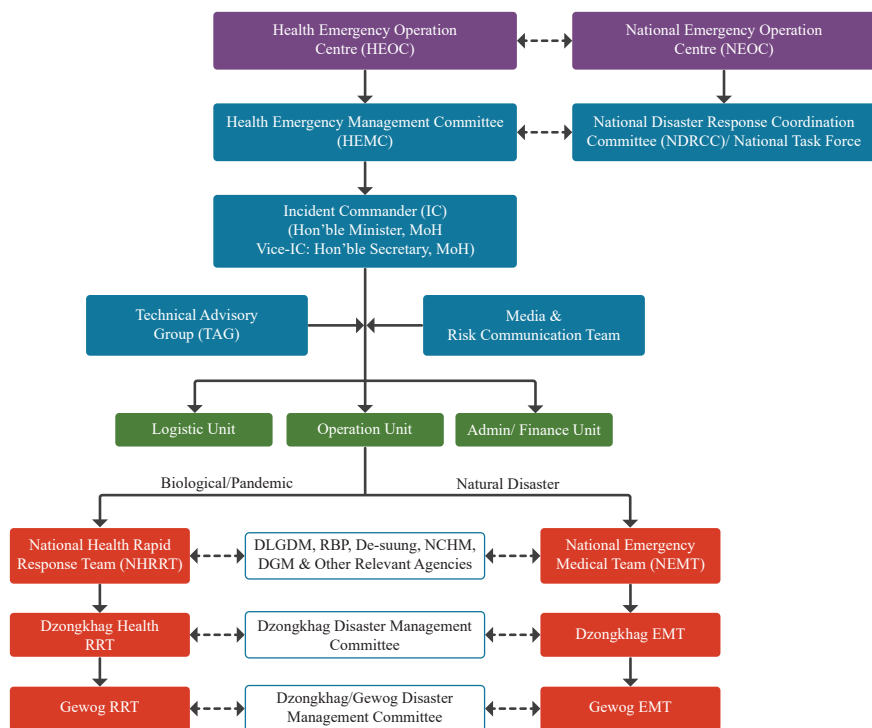 Health Emergency Operation
Centre (HEOC)
National Emergency Operation
Centre (NEOC)
Health Emergency Management Committee
(HEMC)
National Disaster Response Coordination
Committee (NDRCC)/ National Task Force
Incident Commander (IC)
(Hon'ble Minister, MoH
Vice-IC: Hon'ble Secretary, MoH)
Technical Advisory
Group (TAG)
Media &
Risk Communication Team
Logistic Unit
Operation Unit
Admin/ Finance Unit
Biological/Pandemic
Natural Disaster
National Health Rapid
Response Team (NHRRT)
DLGDM, RBP, De-suung, NCHM,
DGM & Other Relevant Agencies
National Emergency
Medical Team (NEMT)
Dzongkhag Health
RRT
Dzongkhag Disaster Management
Committee
Dzongkhag EMT
Gewog RRT
Dzongkhag/Gewog Disaster
Management Committee
Gewog EMT